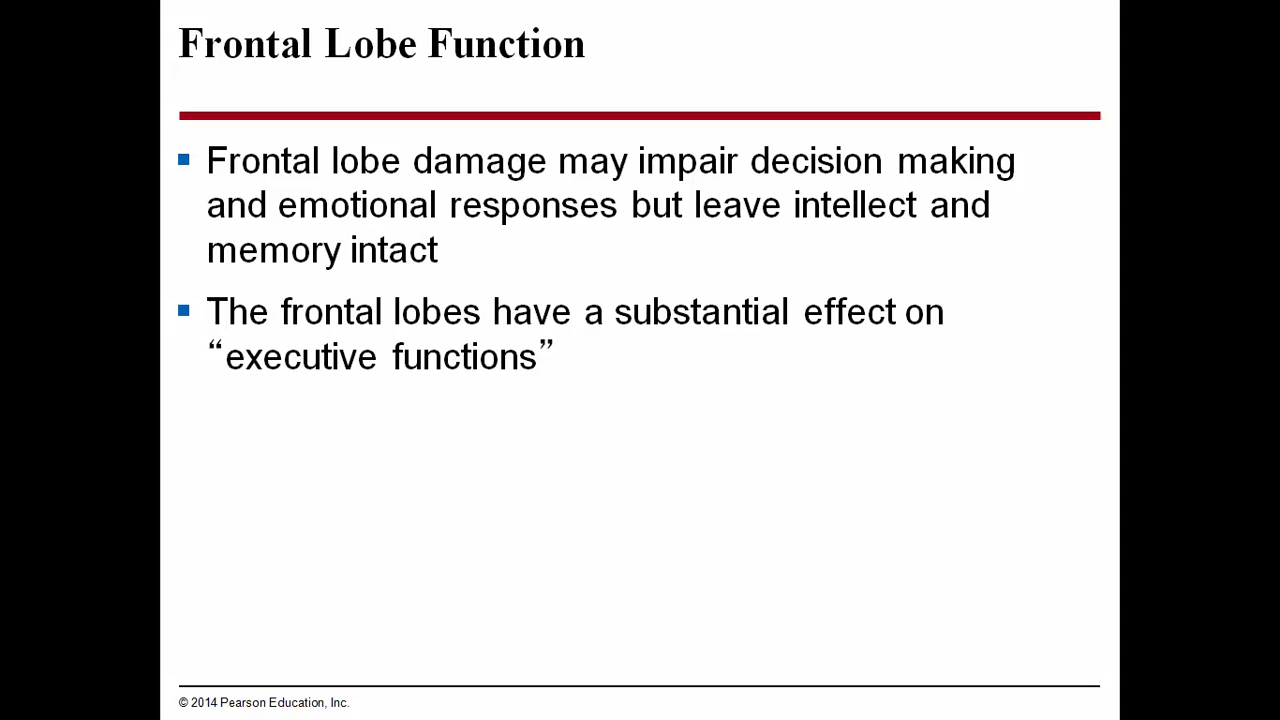 Frontal Lobe Function
Frontal lobe damage may impair decision making
and emotional responses but leave intellect and
memory intact
The frontal lobes have a substantial effect on
“executive functions”
© 2014 Pearson Education, Inc.